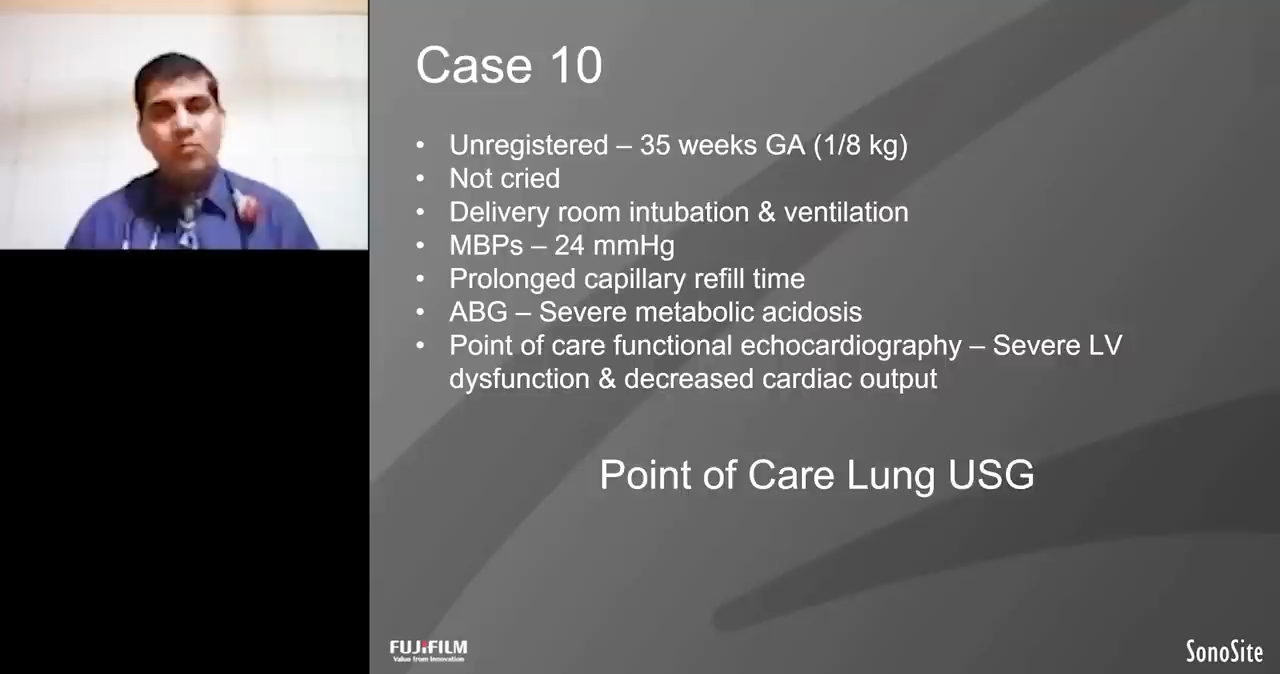 Case 10
• Unregistered – 35 weeks GA (1/8 kg)
• Not cried
• Delivery room intubation & ventilation
• MBPs – 24 mmHg
• Prolonged capillary refill time
• ABG – Severe metabolic acidosis
• Point of care functional echocardiography – Severe LV
dysfunction & decreased cardiac output
Point of Care Lung USG
FUJIFILM
Value from Innovation
SonoSite